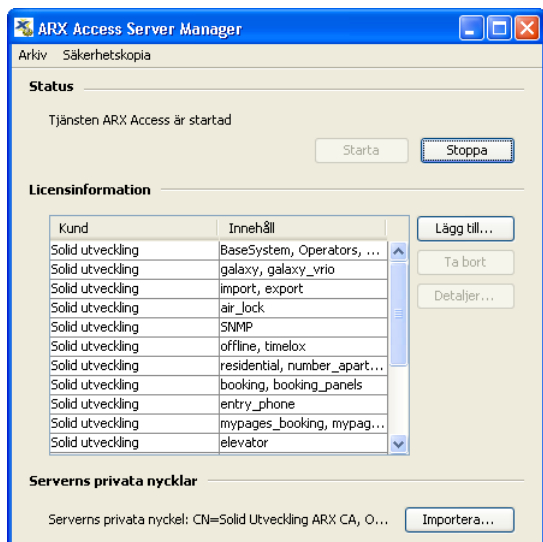 ARX Access Server Manager
Arkiv Säkerhetskopia
Status
Tjänsten ARX Access är startad
Starta Stoppa
Licensinformation
Kund Innehåll Lägg till...
Solid utveckling BaseSystem, Operators, ...
Solid utveckling galaxy, galaxy_vrio Ta bort
Solid utveckling import, export
Solid utveckling air_lock Detaljer...
Solid utveckling SNMP
Solid utveckling offline, timelox
Solid utveckling residential, number_apart...
Solid utveckling booking, booking_panels
Solid utveckling entry_phone
Solid utveckling mypages_booking, mypag...
Solid utveckling elevator
Serverns privata nycklar
Serverns privata nyckel: CN=Solid Utveckling ARX CA, O... Importera...